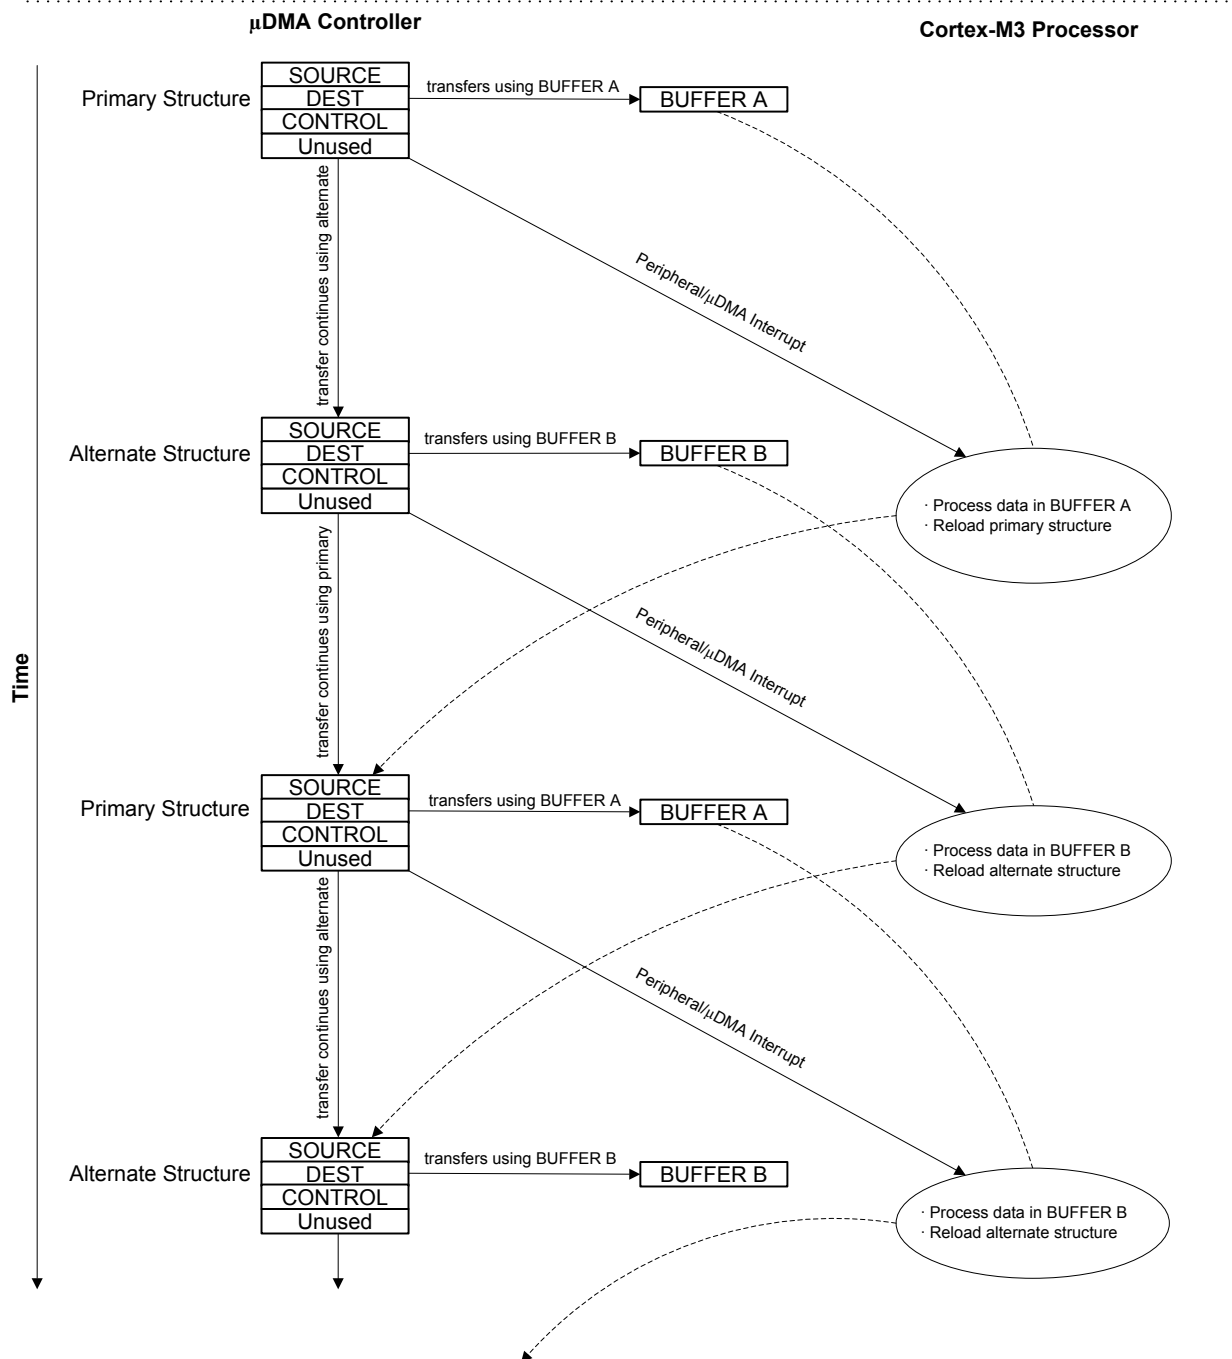 µDMA Controller
Cortex-M3 Processor
Primary Structure
SOURCE
DEST
CONTROL
Unused
transfers using BUFFER A
BUFFER A
transfer continues using alternate
Peripheral/µDMA Interrupt
Alternate Structure
SOURCE
DEST
CONTROL
Unused
transfers using BUFFER B
BUFFER B
· Process data in BUFFER A
· Reload primary structure
transfer continues using primary
Peripheral/µDMA Interrupt
Time
Primary Structure
SOURCE
DEST
CONTROL
Unused
transfers using BUFFER A
BUFFER A
· Process data in BUFFER B
· Reload alternate structure
transfer continues using alternate
Peripheral/µDMA Interrupt
Alternate Structure
SOURCE
DEST
CONTROL
Unused
transfers using BUFFER B
BUFFER B
· Process data in BUFFER B
· Reload alternate structure